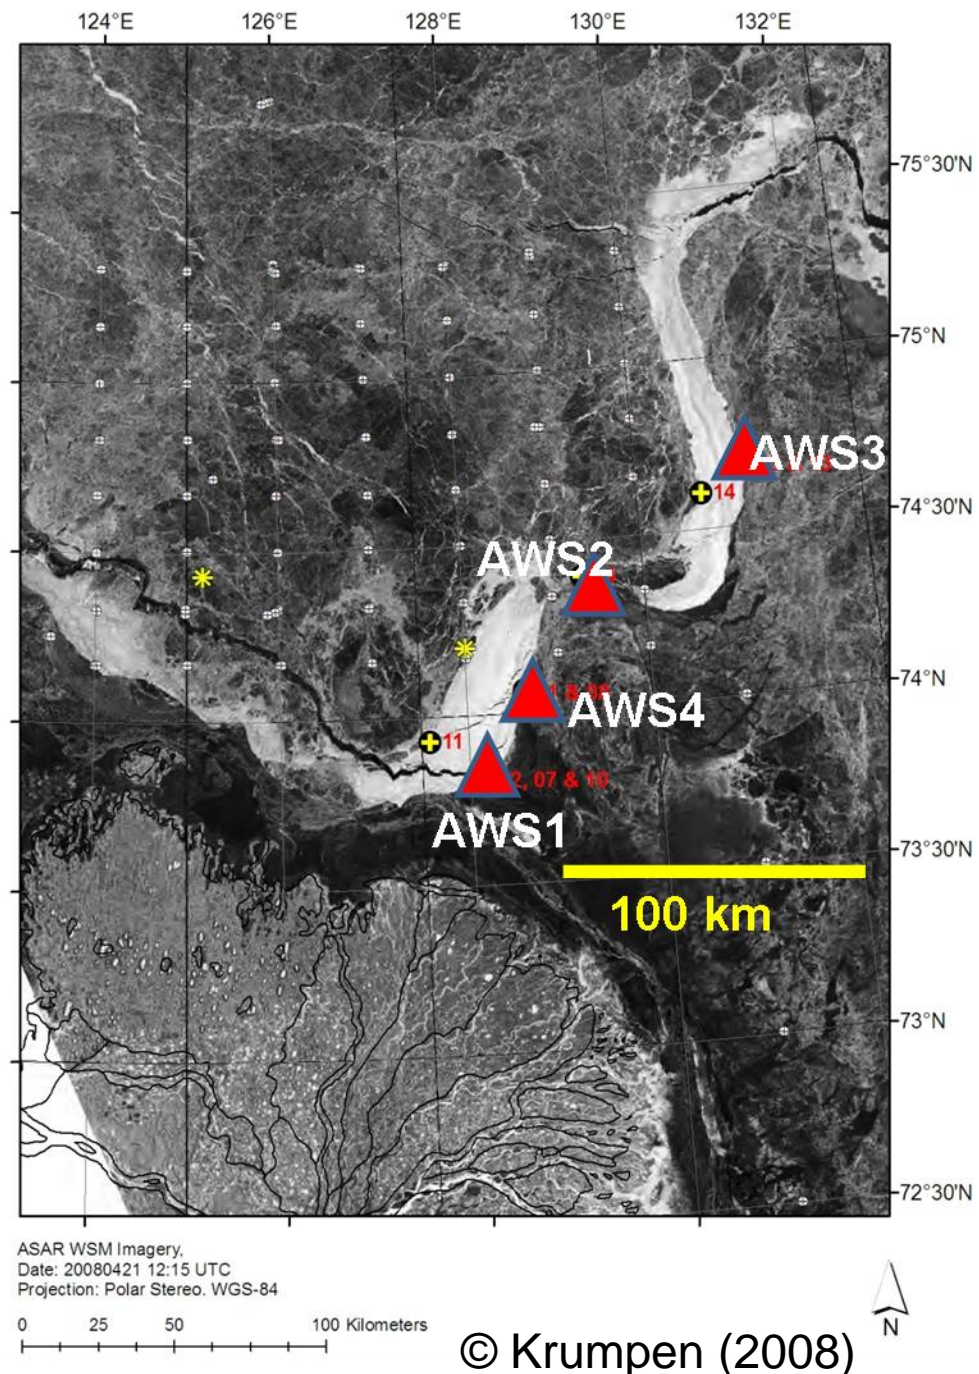 124°E 126°E 128°E 130°E 132°E
75°30'N
75°N
AWS3
14
74°30'N
AWS2
74°N
AWS4
11
2, 07 & 10
AWS1
73°30'N
100 km
73°N
72°30'N
ASAR WSM Imagery,
Date: 20080421 12:15 UTC
Projection: Polar Stereo. WGS-84
0 25 50 100 Kilometers
N
© Krumpen (2008)